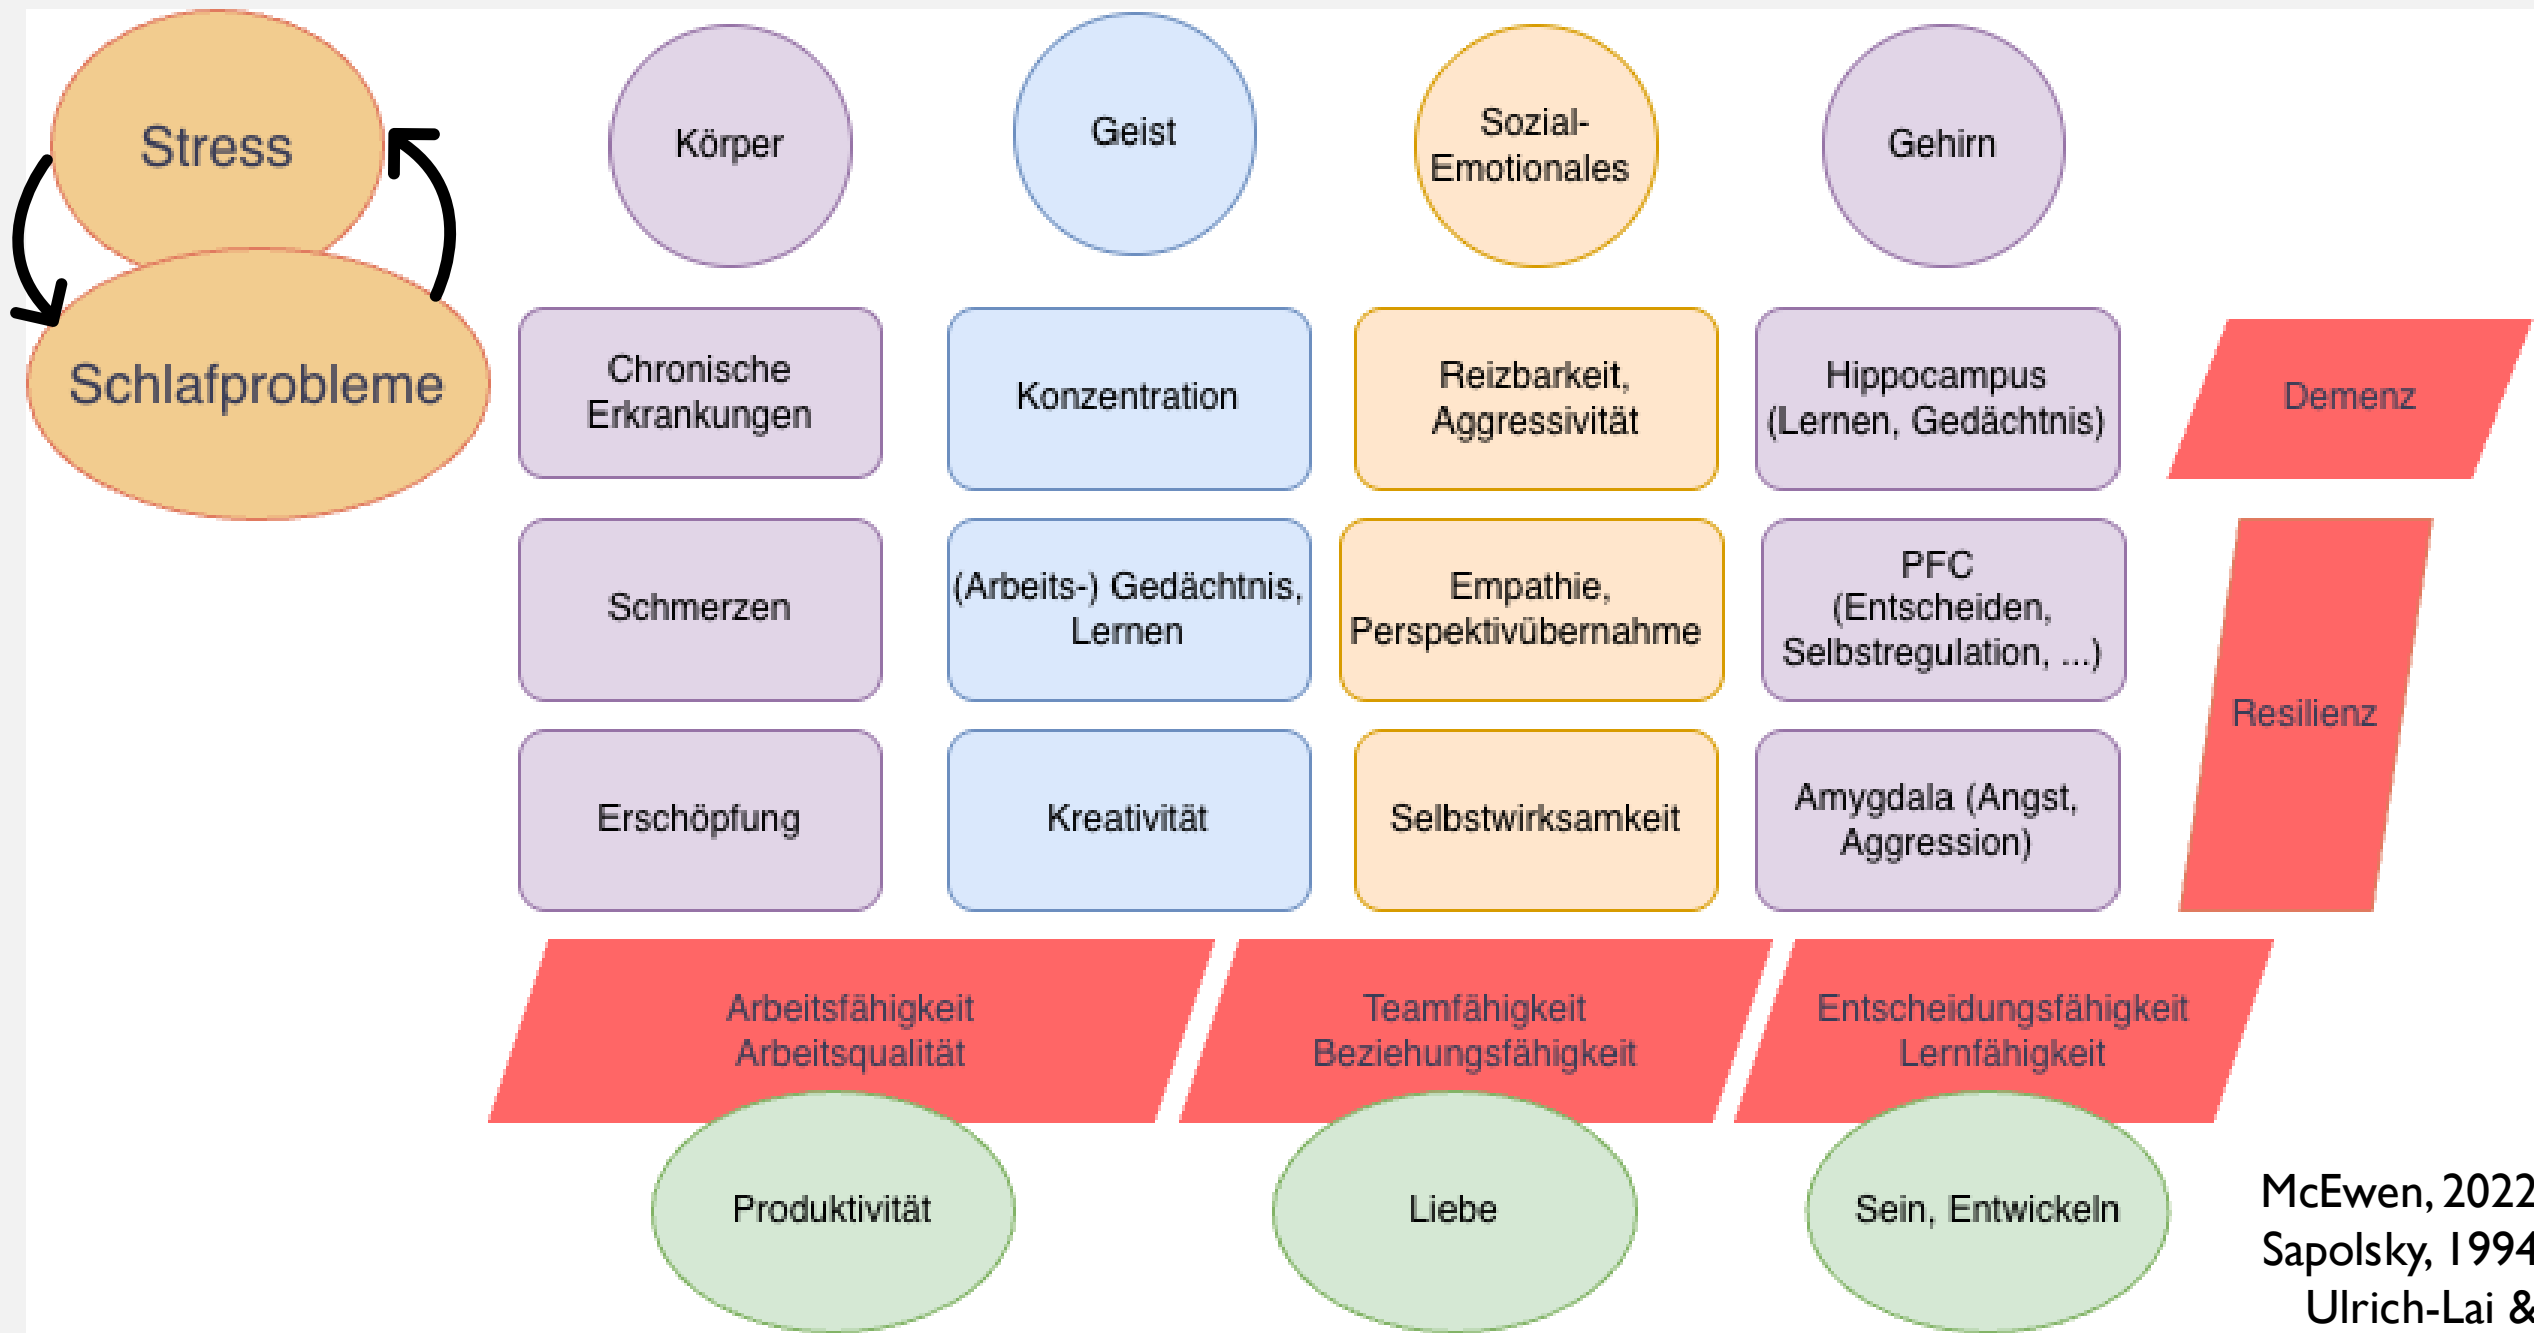 Stress
Schlafprobleme
Körper
Geist
Sozial-
Emotionales
Gehirn
Chronische
Erkrankungen
Konzentration
Reizbarkeit,
Aggressivität
Hippocampus
(Lernen, Gedächtnis)
Demenz
Schmerzen
(Arbeits-) Gedächtnis,
Lernen
Empathie,
Perspektivübernahme
PFC
(Entscheiden,
Selbstregulation, ...)
Resilienz
Erschöpfung
Kreativität
Selbstwirksamkeit
Amygdala (Angst,
Aggression)
Arbeitsfähigkeit
Arbeitsqualität
Teamfähigkeit
Beziehungsfähigkeit
Entscheidungsfähigkeit
Lernfähigkeit
Produktivität
Liebe
Sein, Entwickeln
McEwen, 2022
Sapolsky, 1994
Ulrich-Lai &